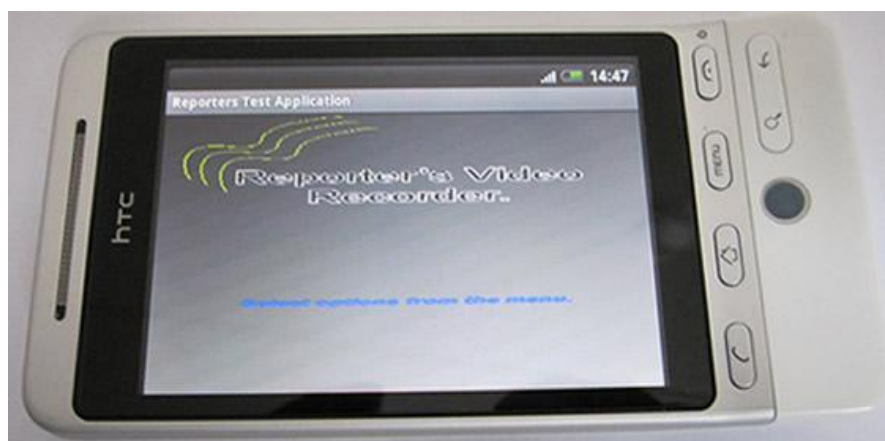 14:47
Reporters Test Application
Reporter's Video
Recorder..
Select options from the menu.
hTC
menu